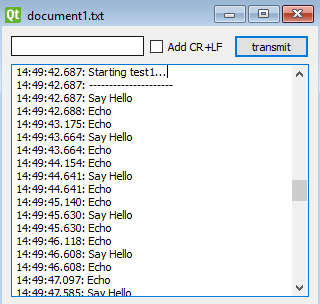 Qt document1.txt
Add CR+LF transmit
14:49:42.687: Starting test1...
14:49:42.687: ---------------------
14:49:42.687: Say Hello
14:49:42.688: Echo
14:49:43.175: Echo
14:49:43.664: Say Hello
14:49:43.664: Echo
14:49:44.154: Echo
14:49:44.641: Say Hello
14:49:44.641: Echo
14:49:45.140: Echo
14:49:45.630: Say Hello
14:49:45.630: Echo
14:49:46.118: Echo
14:49:46.608: Say Hello
14:49:46.608: Echo
14:49:47.097: Echo
14:49:47.585: Say Hello